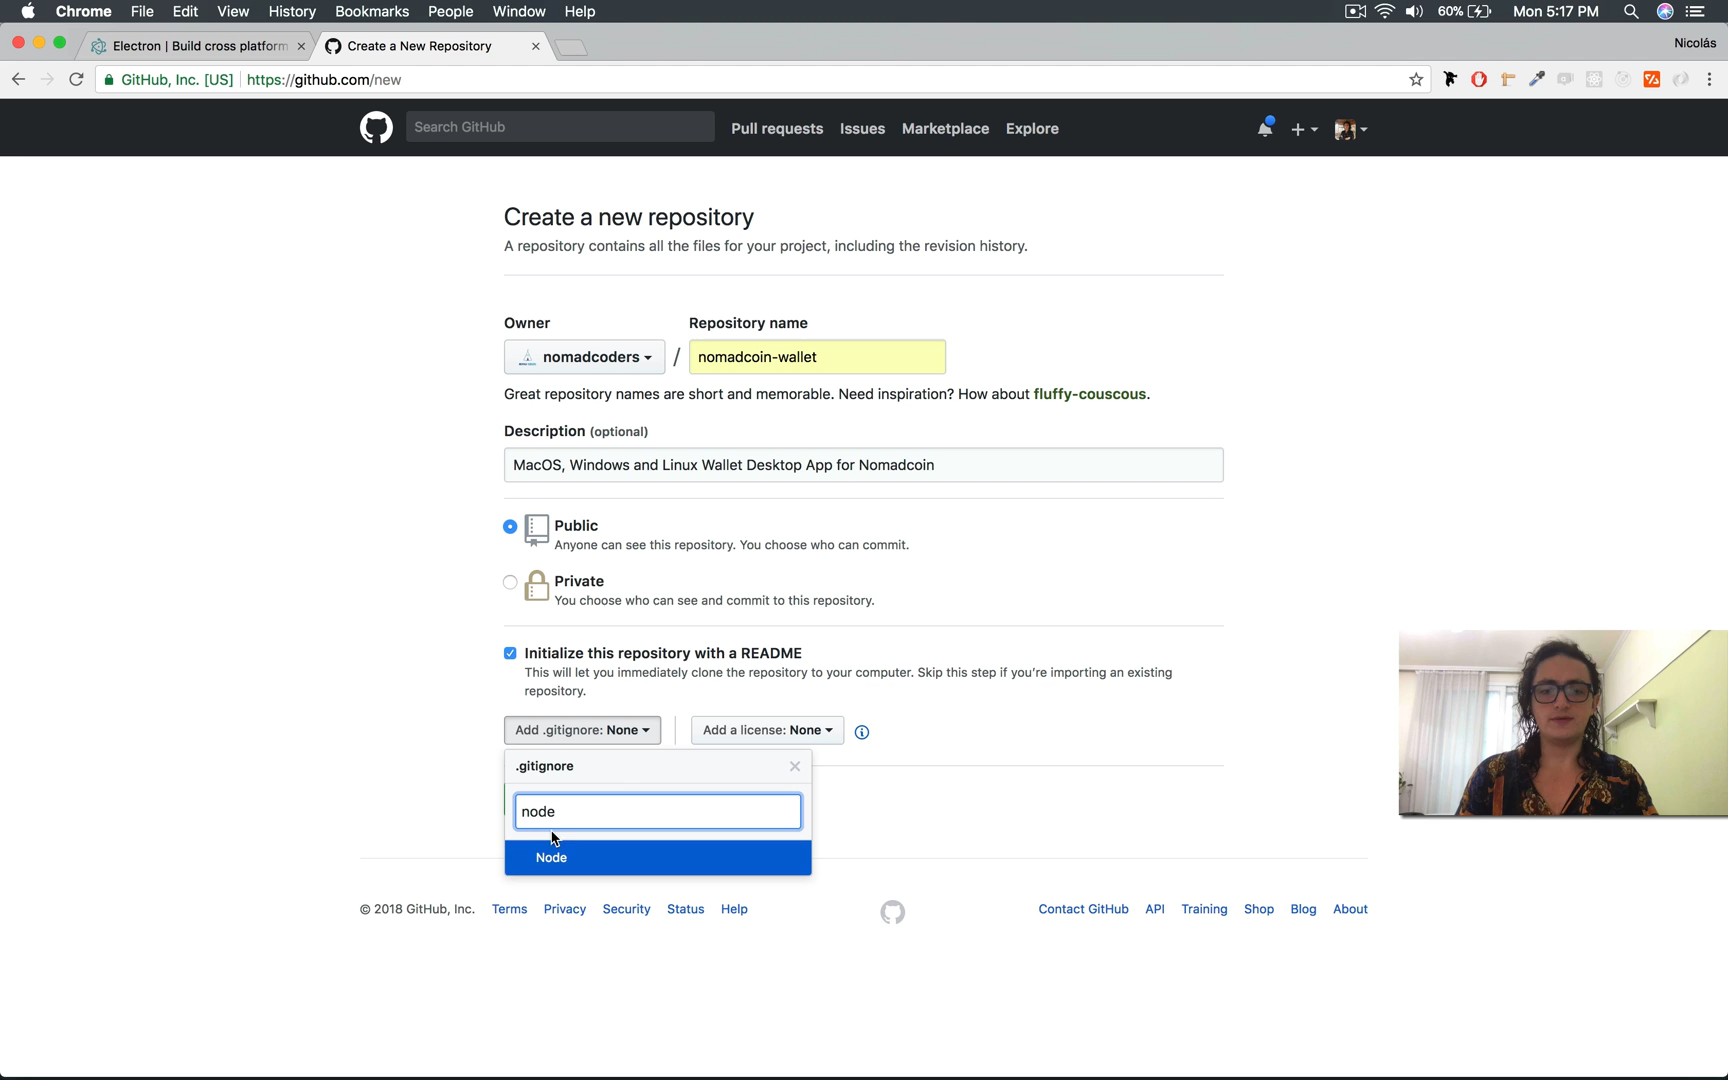 Chrome File Edit View History Bookmarks People Window Help 60% Mon 5:17 PM
Electron | Build cross platform Create a New Repository Nicolás
GitHub, Inc. [US] https://github.com/new
Search GitHub Pull requests Issues Marketplace Explore
Create a new repository
A repository contains all the files for your project, including the revision history.
Owner Repository name
nomadcoders / nomadcoin-wallet
Great repository names are short and memorable. Need inspiration? How about fluffy-couscous.
Description (optional)
MacOS, Windows and Linux Wallet Desktop App for Nomadcoin
Public
Anyone can see this repository. You choose who can commit.
Private
You choose who can see and commit to this repository.
Initialize this repository with a README
This will let you immediately clone the repository to your computer. Skip this step if you're importing an existing
repository.
Add .gitignore: None Add a license: None
.gitignore
node
Node
© 2018 GitHub, Inc. Terms Privacy Security Status Help Contact GitHub API Training Shop Blog About